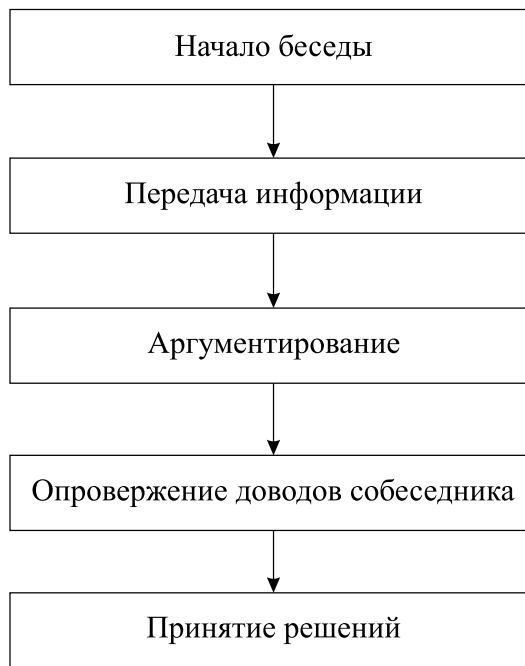 Начало беседы
Передача информации
Аргументирование
Опровержение доводов собеседника
Принятие решений